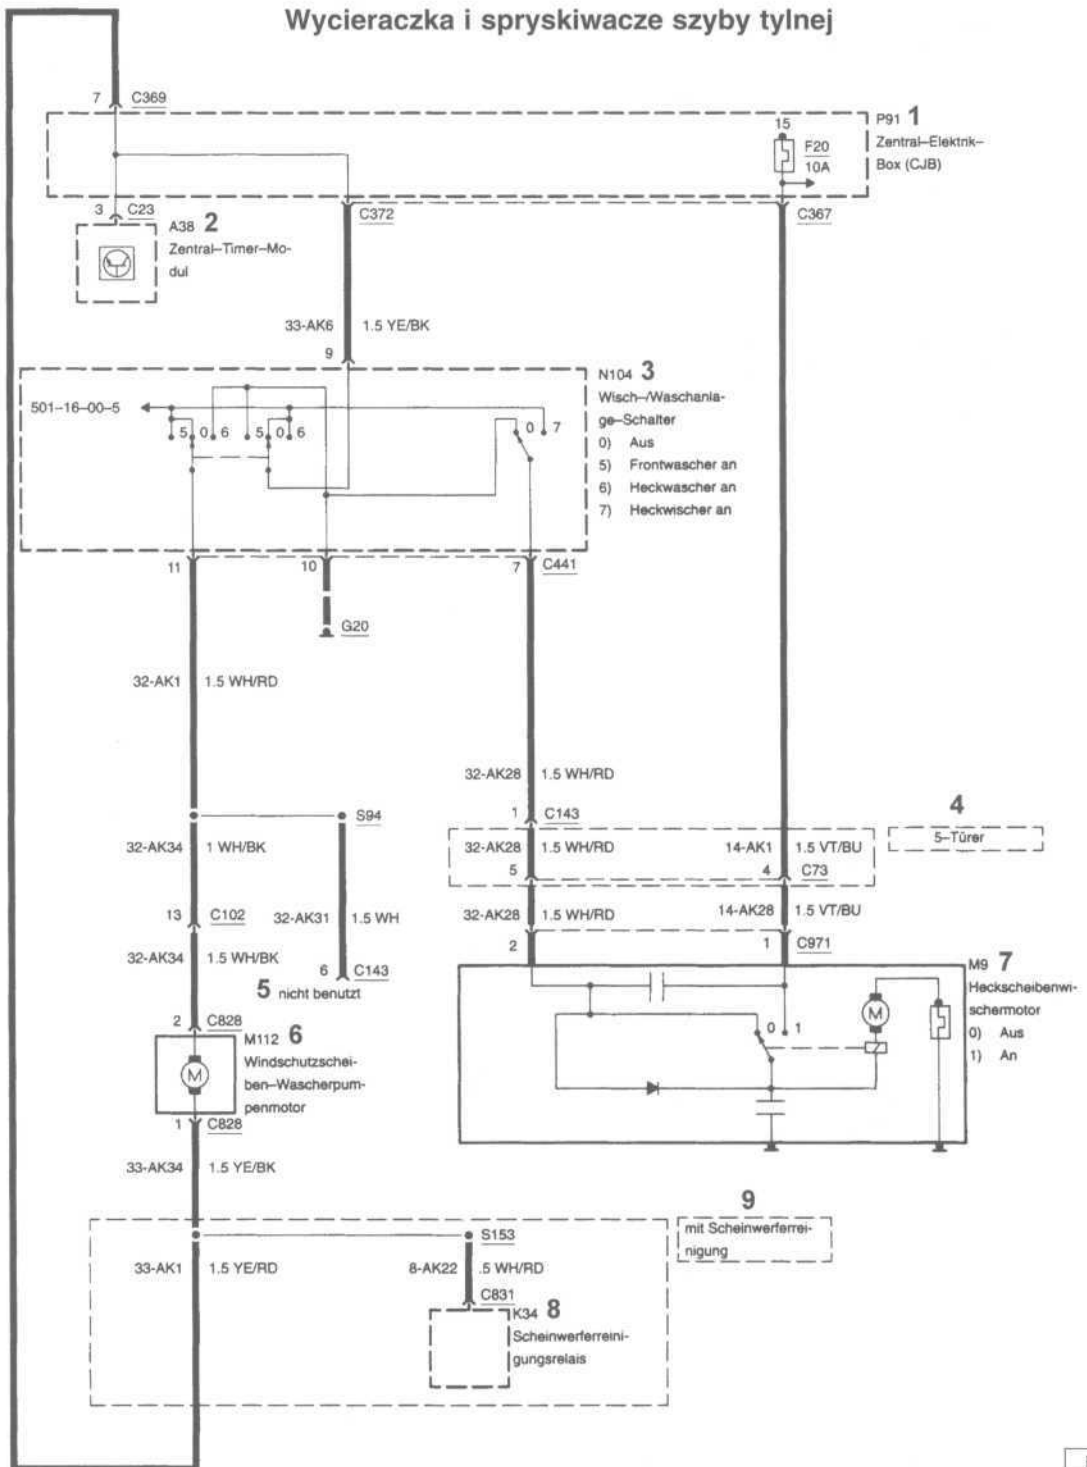 Wycieraczka i spryskiwacze szyby tylnej
7 C369
P91 1
Zentral–Elektrik–
Box (CJB)
15
F20
10A
3 C23
C372
C367
A38 2
Zentral–Timer–Mo-
dul
33-AK6 1.5 YE/BK
9
N104 3
Wisch–/Waschanla-
ge–Schalter
0) Aus
5) Frontwascher an
6) Heckwascher an
7) Heckwischer an
501–16–00–5
5 0 6 5 0 6
0 7
11 10 7 C441
G20
32-AK1 1.5 WH/RD
32-AK28 1.5 WH/RD
1 C143
S94
4
5–Türer
32-AK34 1 WH/BK
32-AK28 1.5 WH/RD
14-AK1 1.5 VT/BU
5 4 C73
13 C102
32-AK31 1.5 WH
32-AK28 1.5 WH/RD
14-AK28 1.5 VT/BU
2 1 C971
32-AK34 1.5 WH/BK
6 C143
5 nicht benutzt
M9 7
Heckscheibenwi-
schermotor
0) Aus
1) An
0 1
M
2 C828
M112 6
Windschutzschei-
ben–Wascherpum-
penmotor
M
1 C828
33-AK34 1.5 YE/BK
9
mit Scheinwerferrei-
nigung
S153
33-AK1 1.5 YE/RD
8-AK22 .5 WH/RD
C831
K34 8
Scheinwerferreini-
gungsrelais